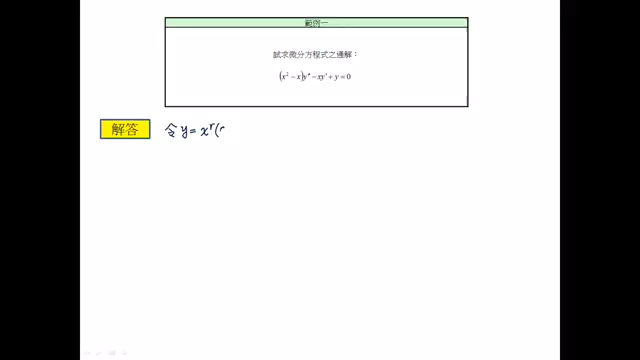 範例一
試求微分方程式之通解：
(x² − x)y″ − xy′ + y = 0
解答 令 y = x^r (